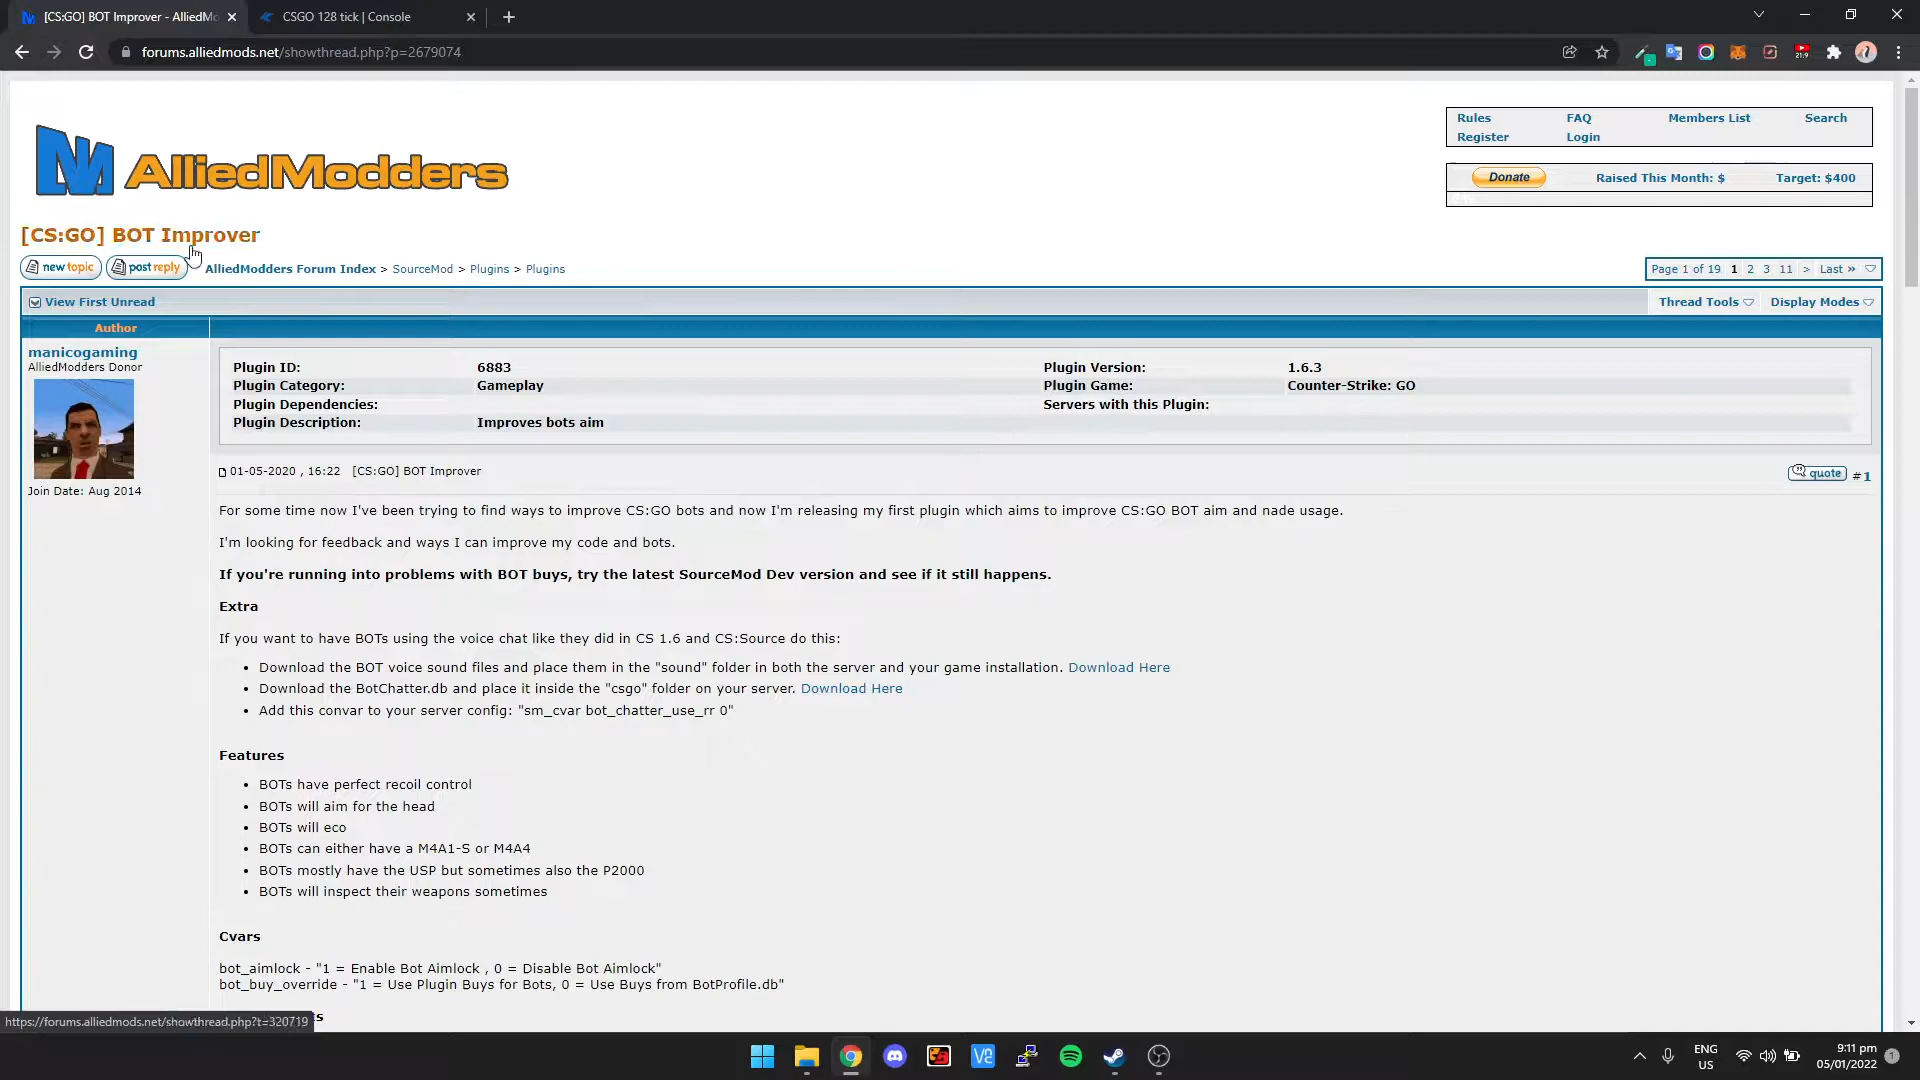 [CS:GO] BOT Improver - AlliedMo
CSGO 128 tick | Console
forums.alliedmods.net/showthread.php?p=2679074
21:9
AlliedModders
Rules FAQ Members List Search
Register Login
Donate Raised This Month: $ Target: $400
[CS:GO] BOT Improver
new topic post reply AlliedModders Forum Index > SourceMod > Plugins > Plugins
Page 1 of 19 1 2 3 11 > Last »
View First Unread
Thread Tools Display Modes
Author
manicogaming
AlliedModders Donor
Join Date: Aug 2014
Plugin ID: 6883 Plugin Version: 1.6.3
Plugin Category: Gameplay Plugin Game: Counter-Strike: GO
Plugin Dependencies: Servers with this Plugin:
Plugin Description: Improves bots aim
01-05-2020 , 16:22 [CS:GO] BOT Improver
quote #1
For some time now I've been trying to find ways to improve CS:GO bots and now I'm releasing my first plugin which aims to improve CS:GO BOT aim and nade usage.
I'm looking for feedback and ways I can improve my code and bots.
If you're running into problems with BOT buys, try the latest SourceMod Dev version and see if it still happens.
Extra
If you want to have BOTs using the voice chat like they did in CS 1.6 and CS:Source do this:
• Download the BOT voice sound files and place them in the "sound" folder in both the server and your game installation. Download Here
• Download the BotChatter.db and place it inside the "csgo" folder on your server. Download Here
• Add this convar to your server config: "sm_cvar bot_chatter_use_rr 0"
Features
• BOTs have perfect recoil control
• BOTs will aim for the head
• BOTs will eco
• BOTs can either have a M4A1-S or M4A4
• BOTs mostly have the USP but sometimes also the P2000
• BOTs will inspect their weapons sometimes
Cvars
bot_aimlock - "1 = Enable Bot Aimlock , 0 = Disable Bot Aimlock"
bot_buy_override - "1 = Use Plugin Buys for Bots, 0 = Use Buys from BotProfile.db"
https://forums.alliedmods.net/showthread.php?t=320719
ENG
US
9:11 pm
05/01/2022
1